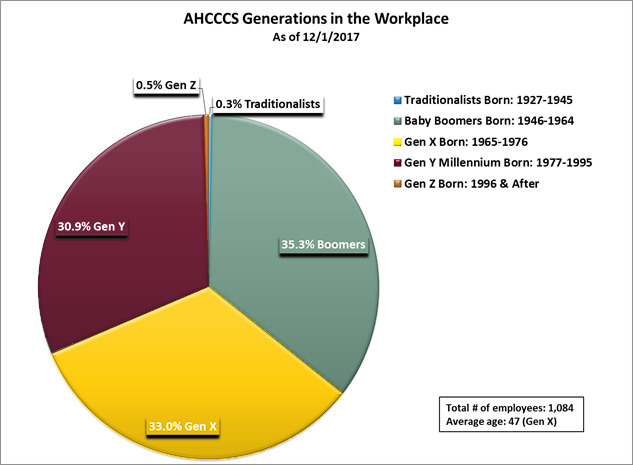 AHCCCS Generations in the Workplace
As of 12/1/2017
0.5% Gen Z
0.3% Traditionalists
Traditionalists Born: 1927-1945
Baby Boomers Born: 1946-1964
Gen X Born: 1965-1976
Gen Y Millennium Born: 1977-1995
Gen Z Born: 1996 & After
30.9% Gen Y
35.3% Boomers
33.0% Gen X
Total # of employees: 1,084
Average age: 47 (Gen X)